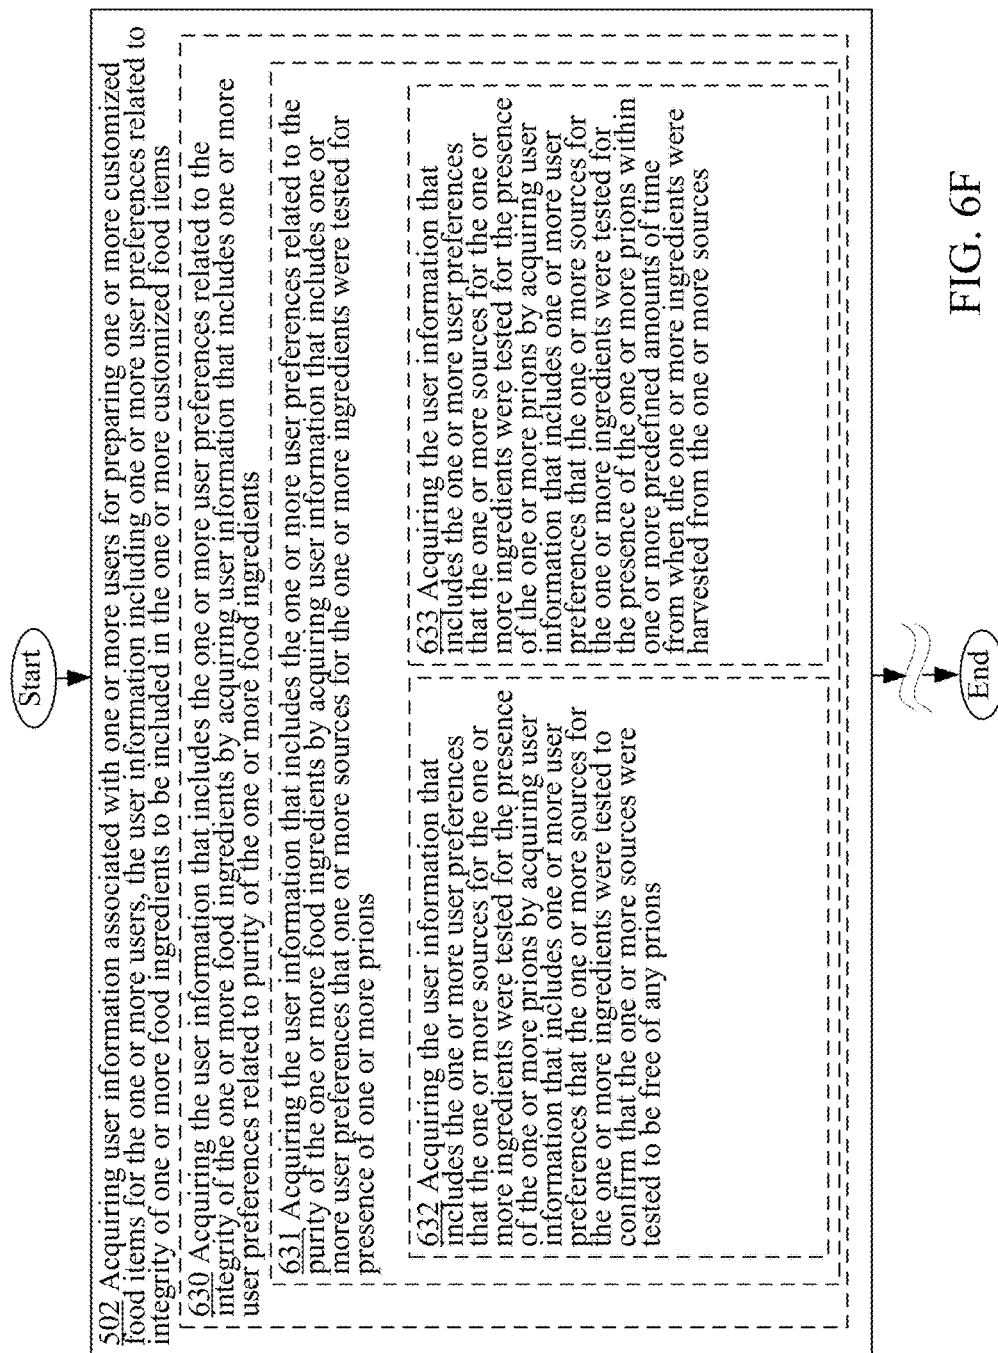 Start
502 Acquiring user information associated with one or more users for preparing one or more customized
food items for the one or more users, the user information including one or more user preferences related to
integrity of one or more food ingredients to be included in the one or more customized food items
630 Acquiring the user information that includes the one or more user preferences related to the
integrity of the one or more food ingredients by acquiring user information that includes one or more
user preferences related to purity of the one or more food ingredients
631 Acquiring the user information that includes the one or more user preferences related to the
purity of the one or more food ingredients by acquiring user information that includes one or
more user preferences that one or more sources for the one or more ingredients were tested for
presence of one or more prions
632 Acquiring the user information that
includes the one or more user preferences
that the one or more sources for the one or
more ingredients were tested for the presence
of the one or more prions by acquiring user
information that includes one or more user
preferences that the one or more sources for
the one or more ingredients were tested to
confirm that the one or more sources were
tested to be free of any prions
633 Acquiring the user information that
includes the one or more user preferences
that the one or more sources for the one or
more ingredients were tested for the presence
of the one or more prions by acquiring user
information that includes one or more user
preferences that the one or more sources for
the one or more ingredients were tested for
the presence of the one or more prions within
one or more predefined amounts of time
from when the one or more ingredients were
harvested from the one or more sources
End
FIG. 6F